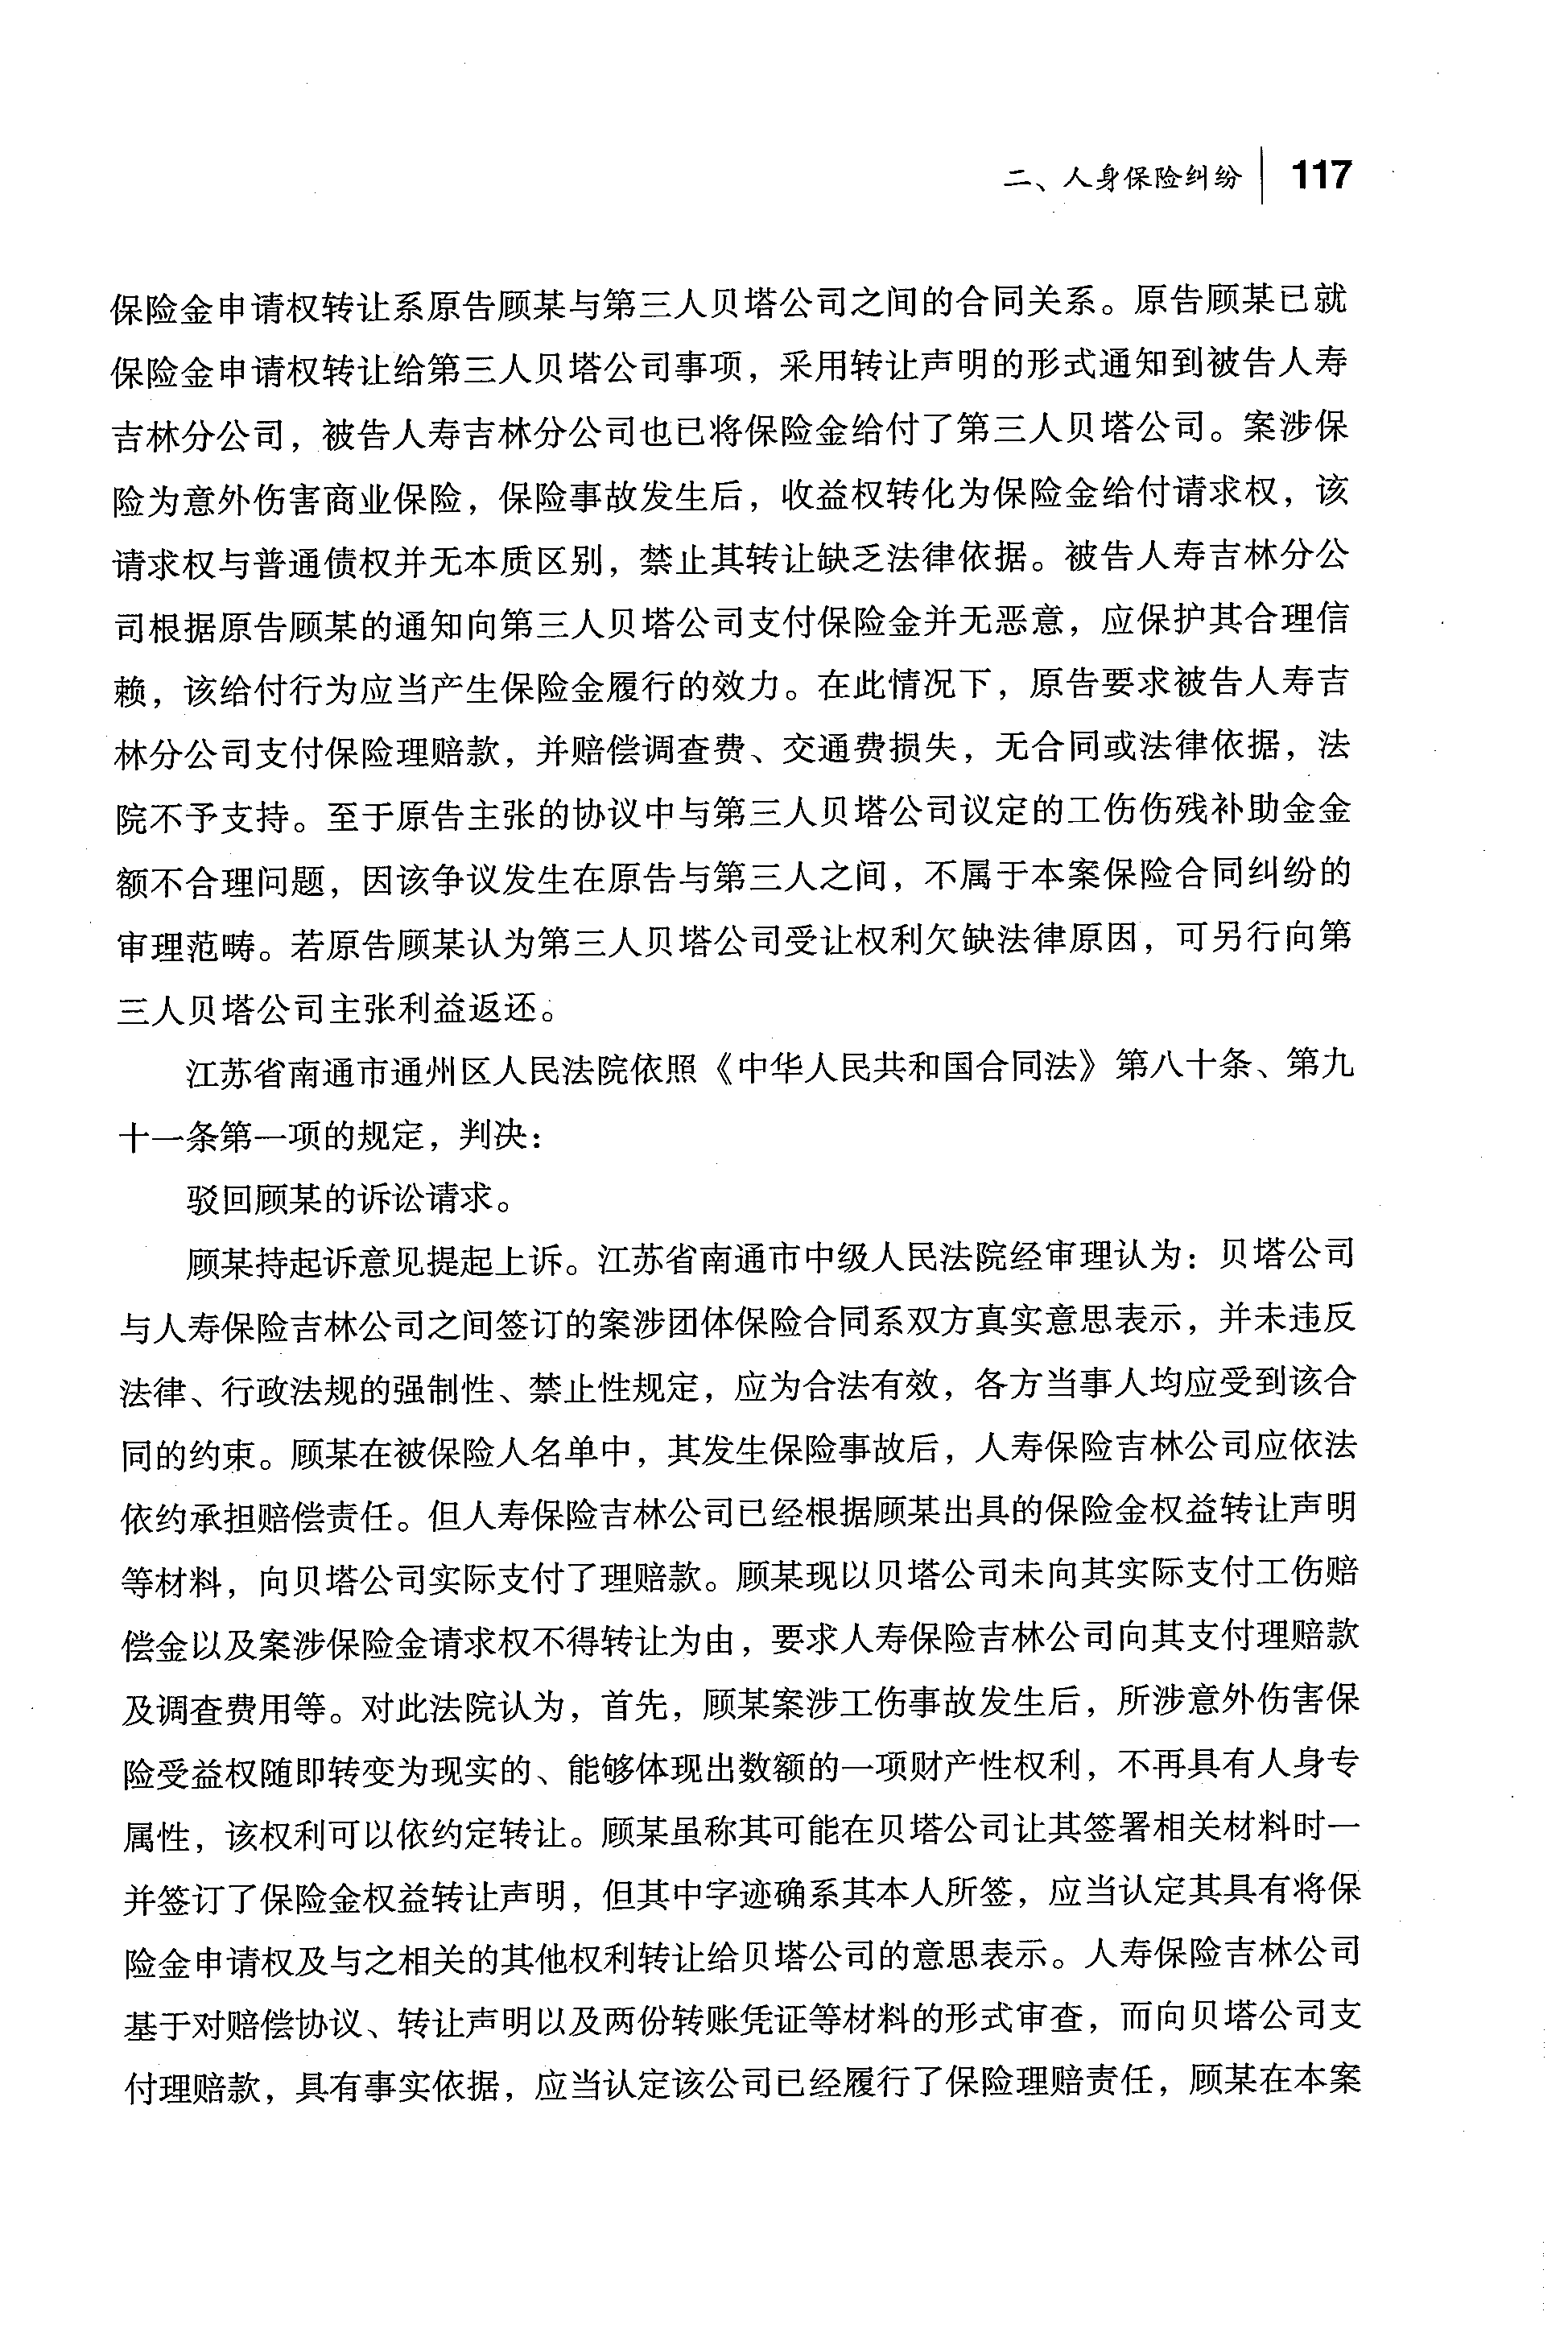 二、人身保险纠纷 117
保险金申请权转让系原告顾某与第三人贝塔公司之间的合同关系。原告顾某已就
保险金申请权转让给第三人贝塔公司事项，采用转让声明的形式通知到被告人寿
吉林分公司，被告人寿吉林分公司也已将保险金给付了第三人贝塔公司。案涉保
险为意外伤害商业保险，保险事故发生后，收益权转化为保险金给付请求权，该
请求权与普通债权并无本质区别，禁止其转让缺乏法律依据。被告人寿吉林分公
司根据原告顾某的通知向第三人贝塔公司支付保险金并无恶意，应保护其合理信
赖，该给付行为应当产生保险金履行的效力。在此情况下，原告要求被告人寿吉
林分公司支付保险理赔款，并赔偿调查费、交通费损失，无合同或法律依据，法
院不予支持。至于原告主张的协议中与第三人贝塔公司议定的工伤伤残补助金金
额不合理问题，因该争议发生在原告与第三人之间，不属于本案保险合同纠纷的
审理范畴。若原告顾某认为第三人贝塔公司受让权利欠缺法律原因，可另行向第
三人贝塔公司主张利益返还。
江苏省南通市通州区人民法院依照《中华人民共和国合同法》第八十条、第九
十一条第一项的规定，判决：
驳回顾某的诉讼请求。
顾某持起诉意见提起上诉。江苏省南通市中级人民法院经审理认为：贝塔公司
与人寿保险吉林公司之间签订的案涉团体保险合同系双方真实意思表示，并未违反
法律、行政法规的强制性、禁止性规定，应为合法有效，各方当事人均应受到该合
同的约束。顾某在被保险人名单中，其发生保险事故后，人寿保险吉林公司应依法
依约承担赔偿责任。但人寿保险吉林公司已经根据顾某出具的保险金权益转让声明
等材料，向贝塔公司实际支付了理赔款。顾某现以贝塔公司未向其实际支付工伤赔
偿金以及案涉保险金请求权不得转让为由，要求人寿保险吉林公司向其支付理赔款
及调查费用等。对此法院认为，首先，顾某案涉工伤事故发生后，所涉意外伤害保
险受益权随即转变为现实的、能够体现出数额的一项财产性权利，不再具有人身专
属性，该权利可以依约定转让。顾某虽称其可能在贝塔公司让其签署相关材料时一
并签订了保险金权益转让声明，但其中字迹确系其本人所签，应当认定其具有将保
险金申请权及与之相关的其他权利转让给贝塔公司的意思表示。人寿保险吉林公司
基于对赔偿协议、转让声明以及两份转账凭证等材料的形式审查，而向贝塔公司支
付理赔款，具有事实依据，应当认定该公司已经履行了保险理赔责任，顾某在本案